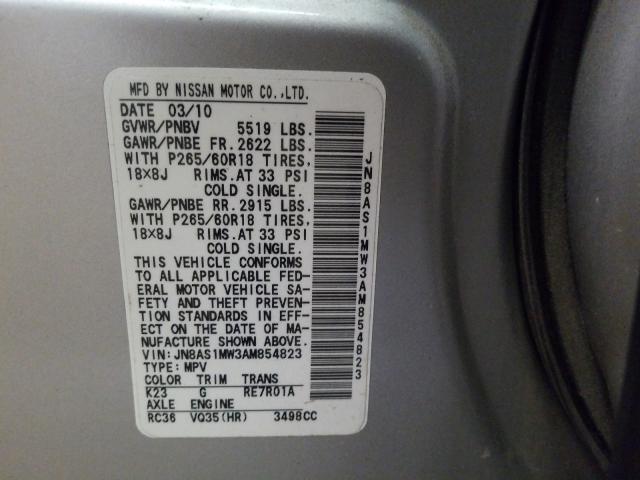 MFD BY NISSAN MOTOR CO.,LTD.
DATE 03/10
GVWR/PNBV 5519 LBS.
GAWR/PNBE FR.2622 LBS.
WITH P265/60R18 TIRES,
18X8J RIMS.AT 33 PSI
COLD SINGLE.
GAWR/PNBE RR.2915 LBS.
WITH P265/60R18 TIRES,
18X8J RIMS.AT 33 PSI
COLD SINGLE.
THIS VEHICLE CONFORMS
TO ALL APPLICABLE FED-
ERAL MOTOR VEHICLE SA-
FETY AND THEFT PREVEN-
TION STANDARDS IN EFF-
ECT ON THE DATE OF MA-
NUFACTURE SHOWN ABOVE.
VIN:JN8AS1MW3AM854823
TYPE:MPV
COLOR TRIM TRANS
K23 G RE7R01A
AXLE ENGINE
RC36 VQ35(HR) 3498CC
JN8AS1MW3AM854823